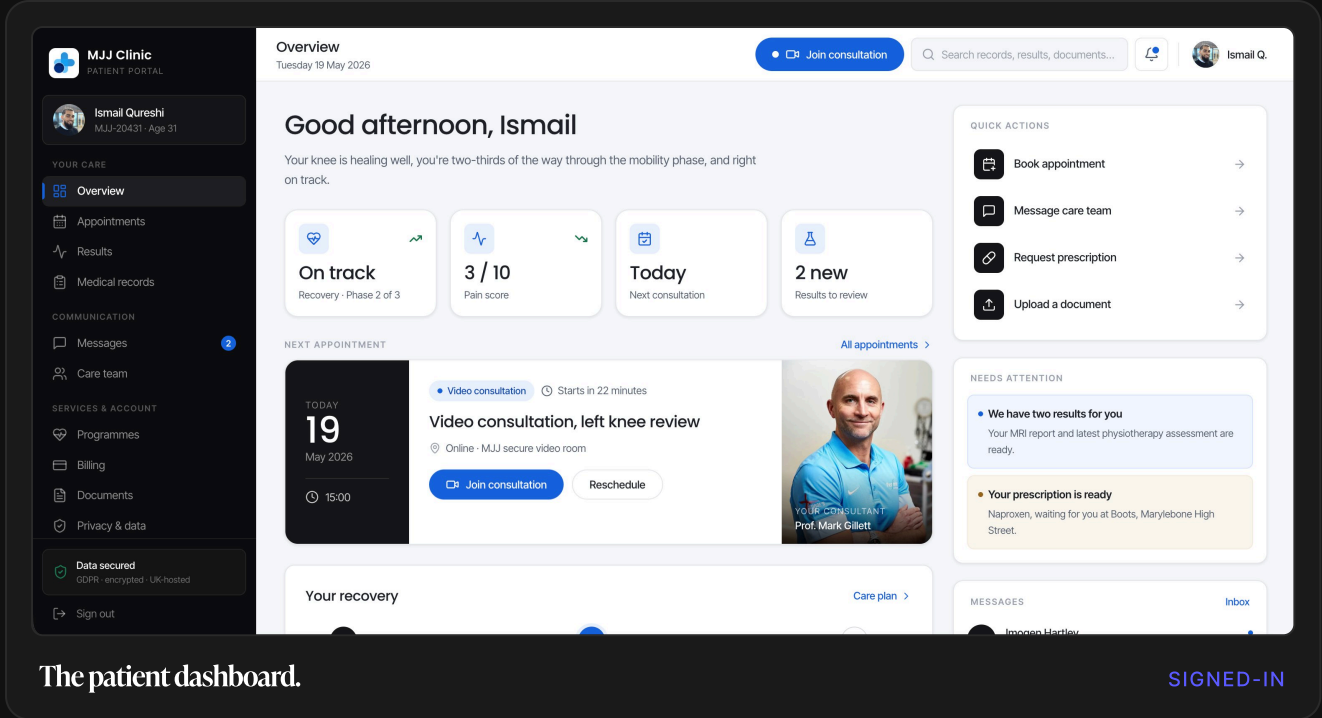 MJJ Clinic
PATIENT PORTAL
Ismail Qureshi
MJJ-20431 · Age 31
YOUR CARE
Overview
Appointments
Results
Medical records
COMMUNICATION
Messages
2
Care team
SERVICES & ACCOUNT
Programmes
Billing
Documents
Privacy & data
Data secured
GDPR · encrypted · UK-hosted
Sign out
Overview
Tuesday 19 May 2026
Join consultation
Search records, results, documents...
Ismail Q.
Good afternoon, Ismail
Your knee is healing well, you're two-thirds of the way through the mobility phase, and right
on track.
On track
Recovery · Phase 2 of 3
3 / 10
Pain score
Today
Next consultation
2 new
Results to review
NEXT APPOINTMENT
All appointments
TODAY
19
May 2026
15:00
Video consultation
Starts in 22 minutes
Video consultation, left knee review
Online · MJJ secure video room
Join consultation
Reschedule
YOUR CONSULTANT
Prof. Mark Gillett
Your recovery
Care plan
QUICK ACTIONS
Book appointment
Message care team
Request prescription
Upload a document
NEEDS ATTENTION
We have two results for you
Your MRI report and latest physiotherapy assessment are
ready.
Your prescription is ready
Naproxen, waiting for you at Boots, Marylebone High
Street.
MESSAGES
Inbox
Imogen Hartley
The patient dashboard.
SIGNED-IN